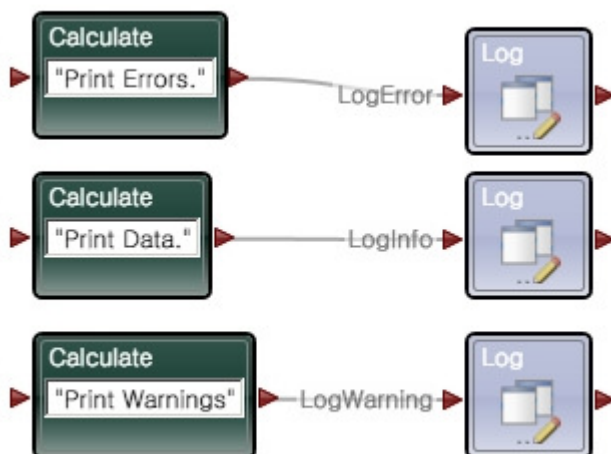 Calculate
"Print Errors."
LogError
Log
Calculate
"Print Data."
LogInfo
Log
Calculate
"Print Warnings"
LogWarning
Log